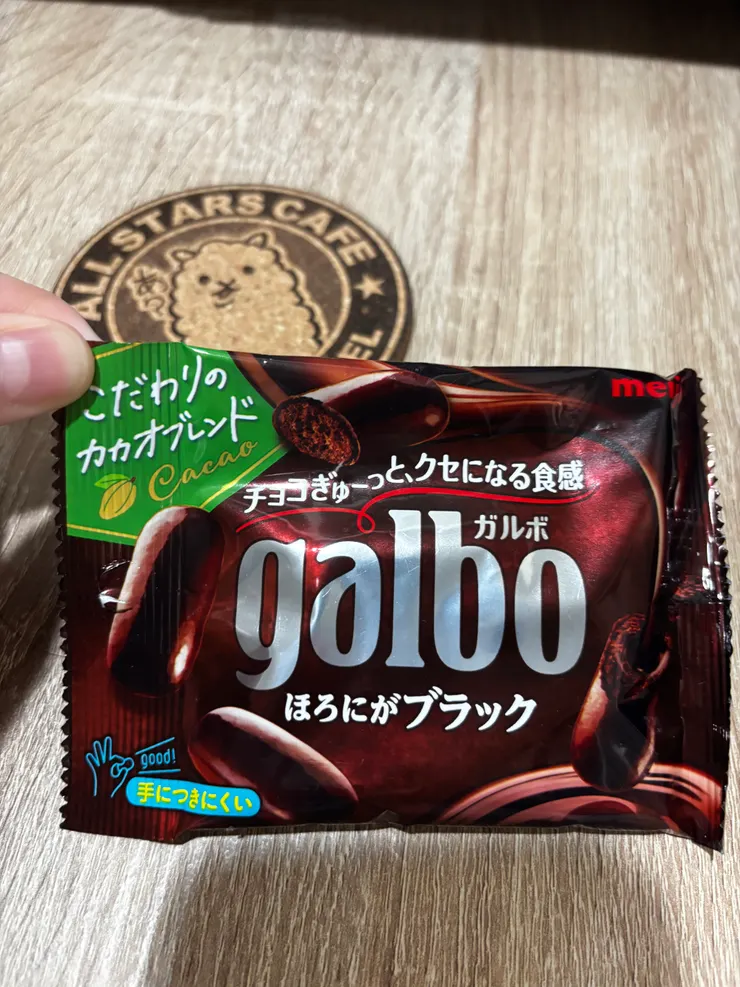 ALL STARS CAFE
こだわりの
カカオブレンド
Cacao
meiji
チョコぎゅーっと、クセになる食感
ガルボ
galbo
ほろにがブラック
good!
手につきにくい